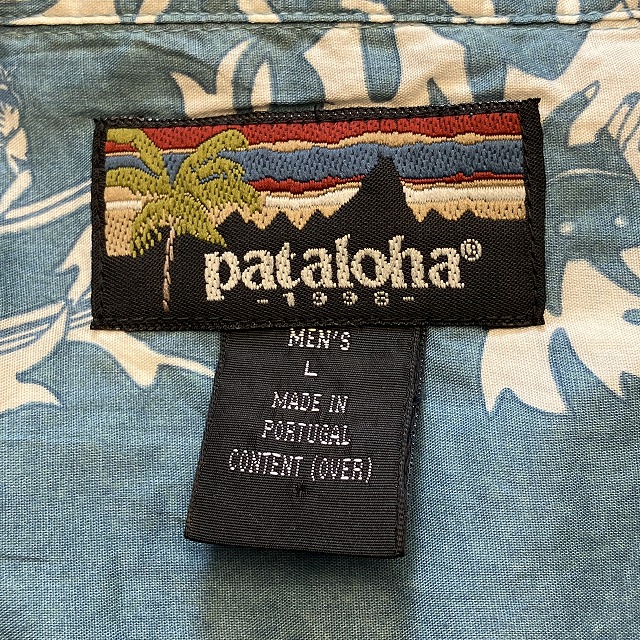 pataloha®
-1998-
MEN'S
L
MADE IN
PORTUGAL
CONTENT (OVER)